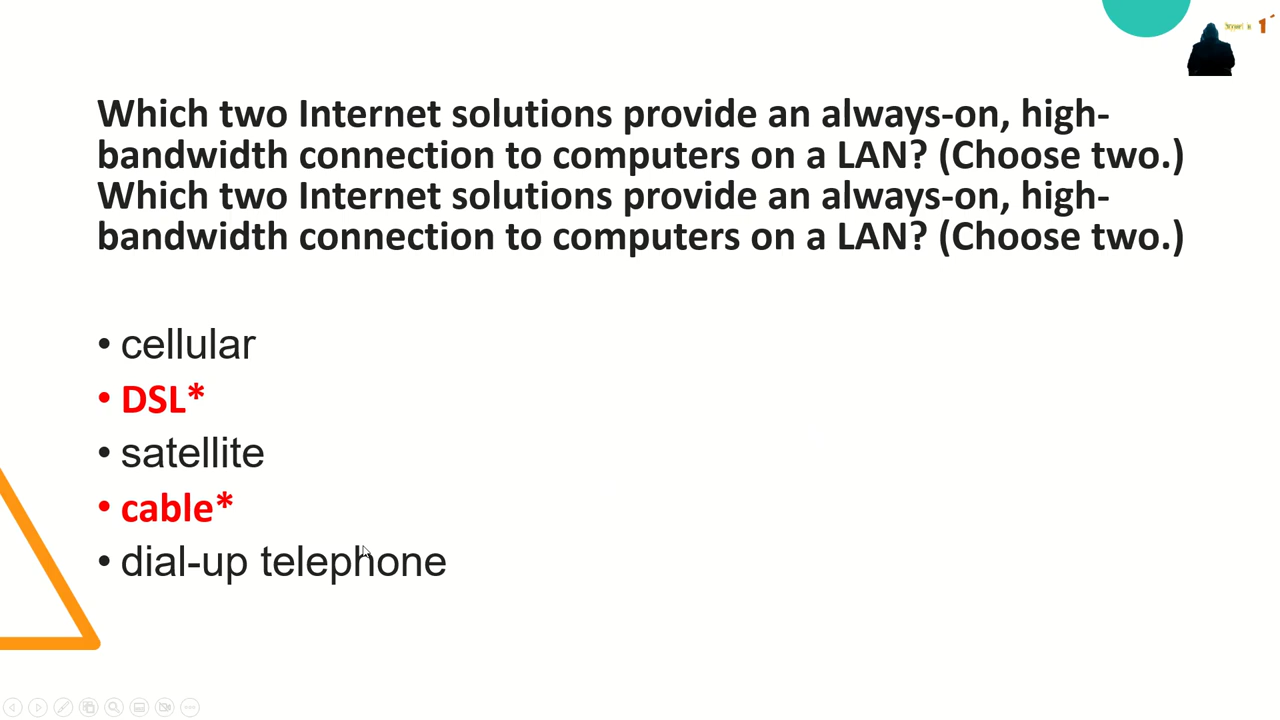 Which two Internet solutions provide an always-on, high-
bandwidth connection to computers on a LAN? (Choose two.)
Which two Internet solutions provide an always-on, high-
bandwidth connection to computers on a LAN? (Choose two.)
• cellular
• DSL*
• satellite
• cable*
• dial-up telephone